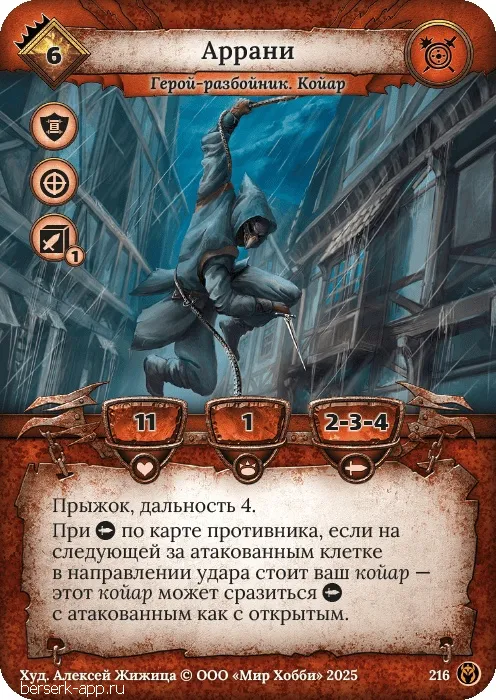 6
Аррани
Герой-разбойник. Койар
1
11
1
2-3-4
Прыжок, дальность 4.
При по карте противника, если на
следующей за атакованным клетке
в направлении удара стоит ваш койар —
этот койар может сразиться
с атакованным как с открытым.
Худ. Алексей Жижица © ООО «Мир Хобби» 2025
216
berserk-app.ru